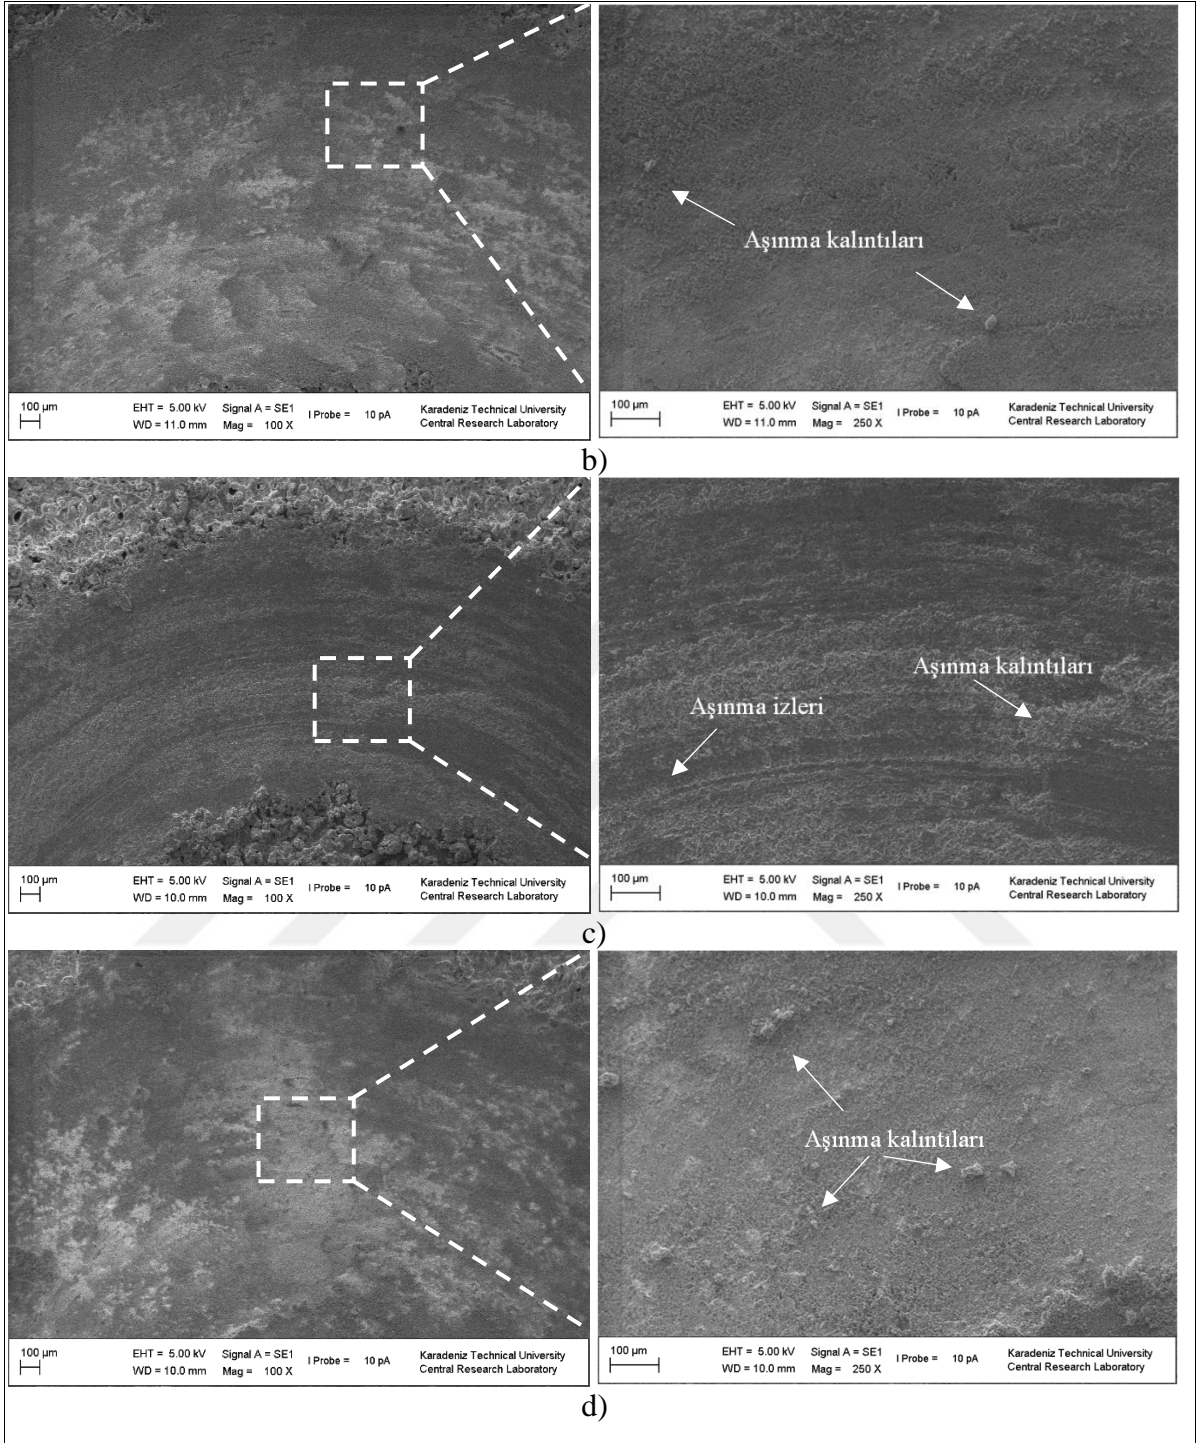 Aşınma kalıntıları
100 µm EHT = 5.00 kV Signal A = SE1 I Probe = 10 pA Karadeniz Technical University
WD = 11.0 mm Mag = 100 X Central Research Laboratory
100 µm EHT = 5.00 kV Signal A = SE1 I Probe = 10 pA Karadeniz Technical University
WD = 11.0 mm Mag = 250 X Central Research Laboratory
b)
Aşınma kalıntıları
Aşınma izleri
100 µm EHT = 5.00 kV Signal A = SE1 I Probe = 10 pA Karadeniz Technical University
WD = 10.0 mm Mag = 100 X Central Research Laboratory
100 µm EHT = 5.00 kV Signal A = SE1 I Probe = 10 pA Karadeniz Technical University
WD = 10.0 mm Mag = 250 X Central Research Laboratory
c)
Aşınma kalıntıları
100 µm EHT = 5.00 kV Signal A = SE1 I Probe = 10 pA Karadeniz Technical University
WD = 10.0 mm Mag = 100 X Central Research Laboratory
100 µm EHT = 5.00 kV Signal A = SE1 I Probe = 10 pA Karadeniz Technical University
WD = 10.0 mm Mag = 250 X Central Research Laboratory
d)